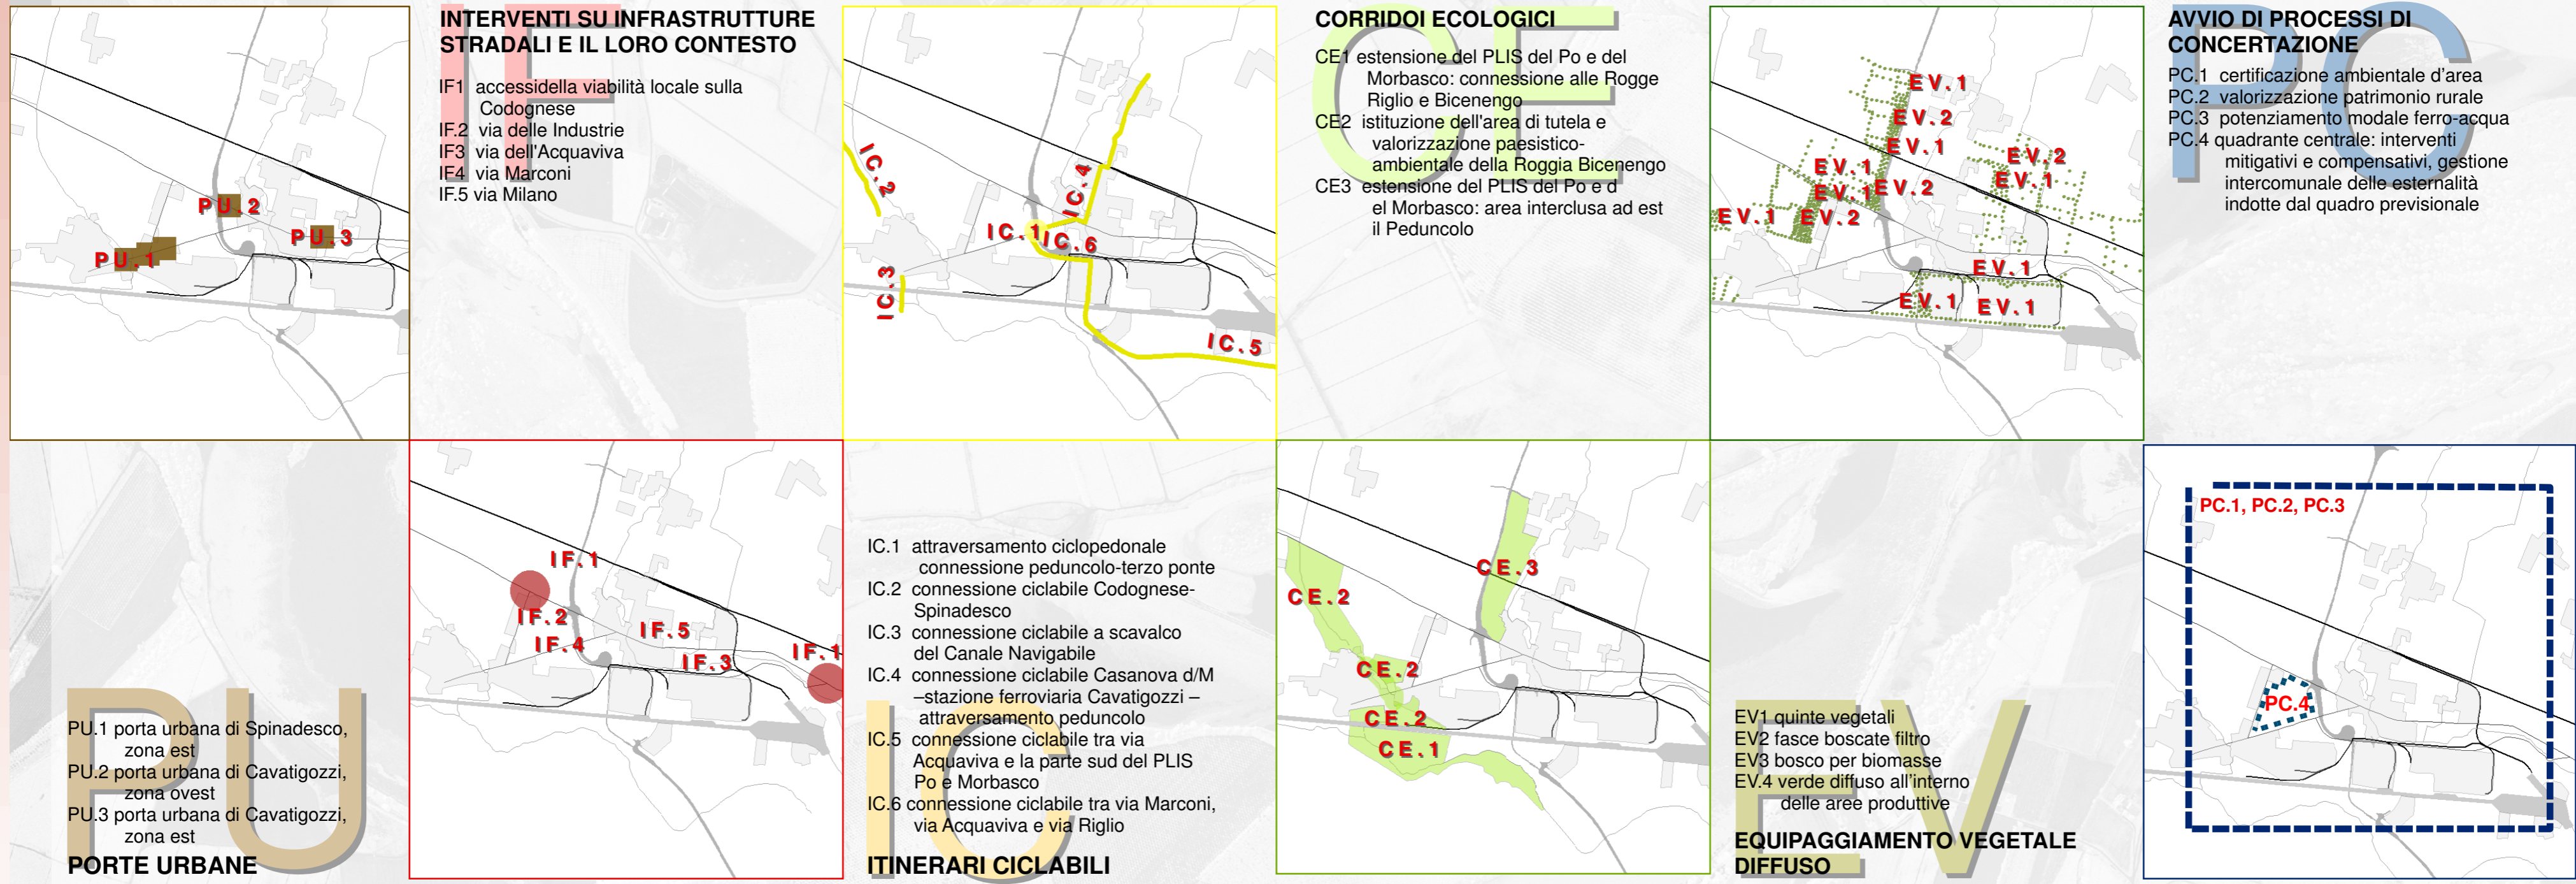 PU.2
PU.3
PU.1
IF
INTERVENTI SU INFRASTRUTTURE
STRADALI E IL LORO CONTESTO
IF1 accessidella viabilità locale sulla
Codognese
IF.2 via delle Industrie
IF3 via dell'Acquaviva
IF4 via Marconi
IF.5 via Milano
IC.2
IC.4
IC.1
IC.6
IC.3
IC.5
CE
CORRIDOI ECOLOGICI
CE1 estensione del PLIS del Po e del
Morbasco: connessione alle Rogge
Riglio e Bicenengo
CE2 istituzione dell'area di tutela e
valorizzazione paesistico-
ambientale della Roggia Bicenengo
CE3 estensione del PLIS del Po e d
el Morbasco: area interclusa ad est
il Peduncolo
EV.1
EV.2
EV.1
EV.2
EV.1
EV.1
EV.1
EV.2
EV.1
EV.2
EV.1
EV.1
EV.1
PC
AVVIO DI PROCESSI DI
CONCERTAZIONE
PC.1 certificazione ambientale d'area
PC.2 valorizzazione patrimonio rurale
PC.3 potenziamento modale ferro-acqua
PC.4 quadrante centrale: interventi
mitigativi e compensativi, gestione
intercomunale delle esternalità
indotte dal quadro previsionale
PU
PU.1 porta urbana di Spinadesco,
zona est
PU.2 porta urbana di Cavatigozzi,
zona ovest
PU.3 porta urbana di Cavatigozzi,
zona est
PORTE URBANE
IF.1
IF.2
IF.4
IF.5
IF.3
IF.1
IC
IC.1 attraversamento ciclopedonale
connessione peduncolo-terzo ponte
IC.2 connessione ciclabile Codognese-
Spinadesco
IC.3 connessione ciclabile a scavalco
del Canale Navigabile
IC.4 connessione ciclabile Casanova d/M
–stazione ferroviaria Cavatigozzi –
attraversamento peduncolo
IC.5 connessione ciclabile tra via
Acquaviva e la parte sud del PLIS
Po e Morbasco
IC.6 connessione ciclabile tra via Marconi,
via Acquaviva e via Riglio
ITINERARI CICLABILI
CE.3
CE.2
CE.2
CE.2
CE.1
EV
EV1 quinte vegetali
EV2 fasce boscate filtro
EV3 bosco per biomasse
EV.4 verde diffuso all'interno
delle aree produttive
EQUIPAGGIAMENTO VEGETALE
DIFFUSO
PC.1, PC.2, PC.3
PC.4